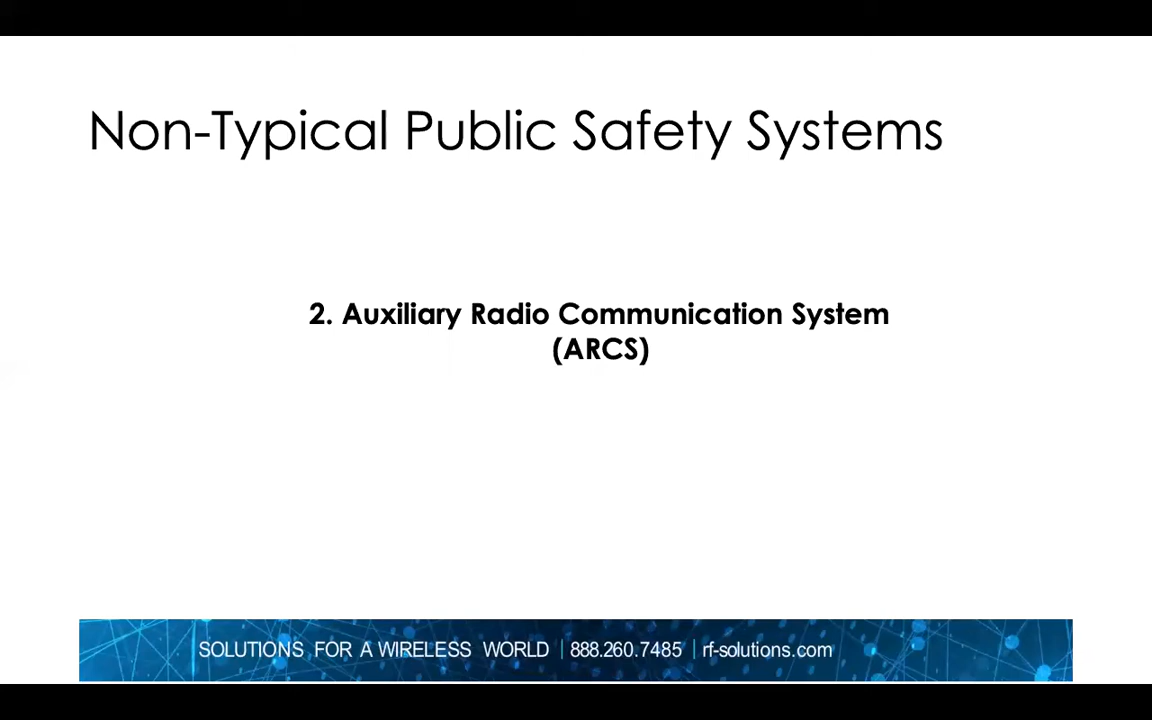 Non-Typical Public Safety Systems
2. Auxiliary Radio Communication System
(ARCS)
SOLUTIONS FOR A WIRELESS WORLD | 888.260.7485 | rf-solutions.com